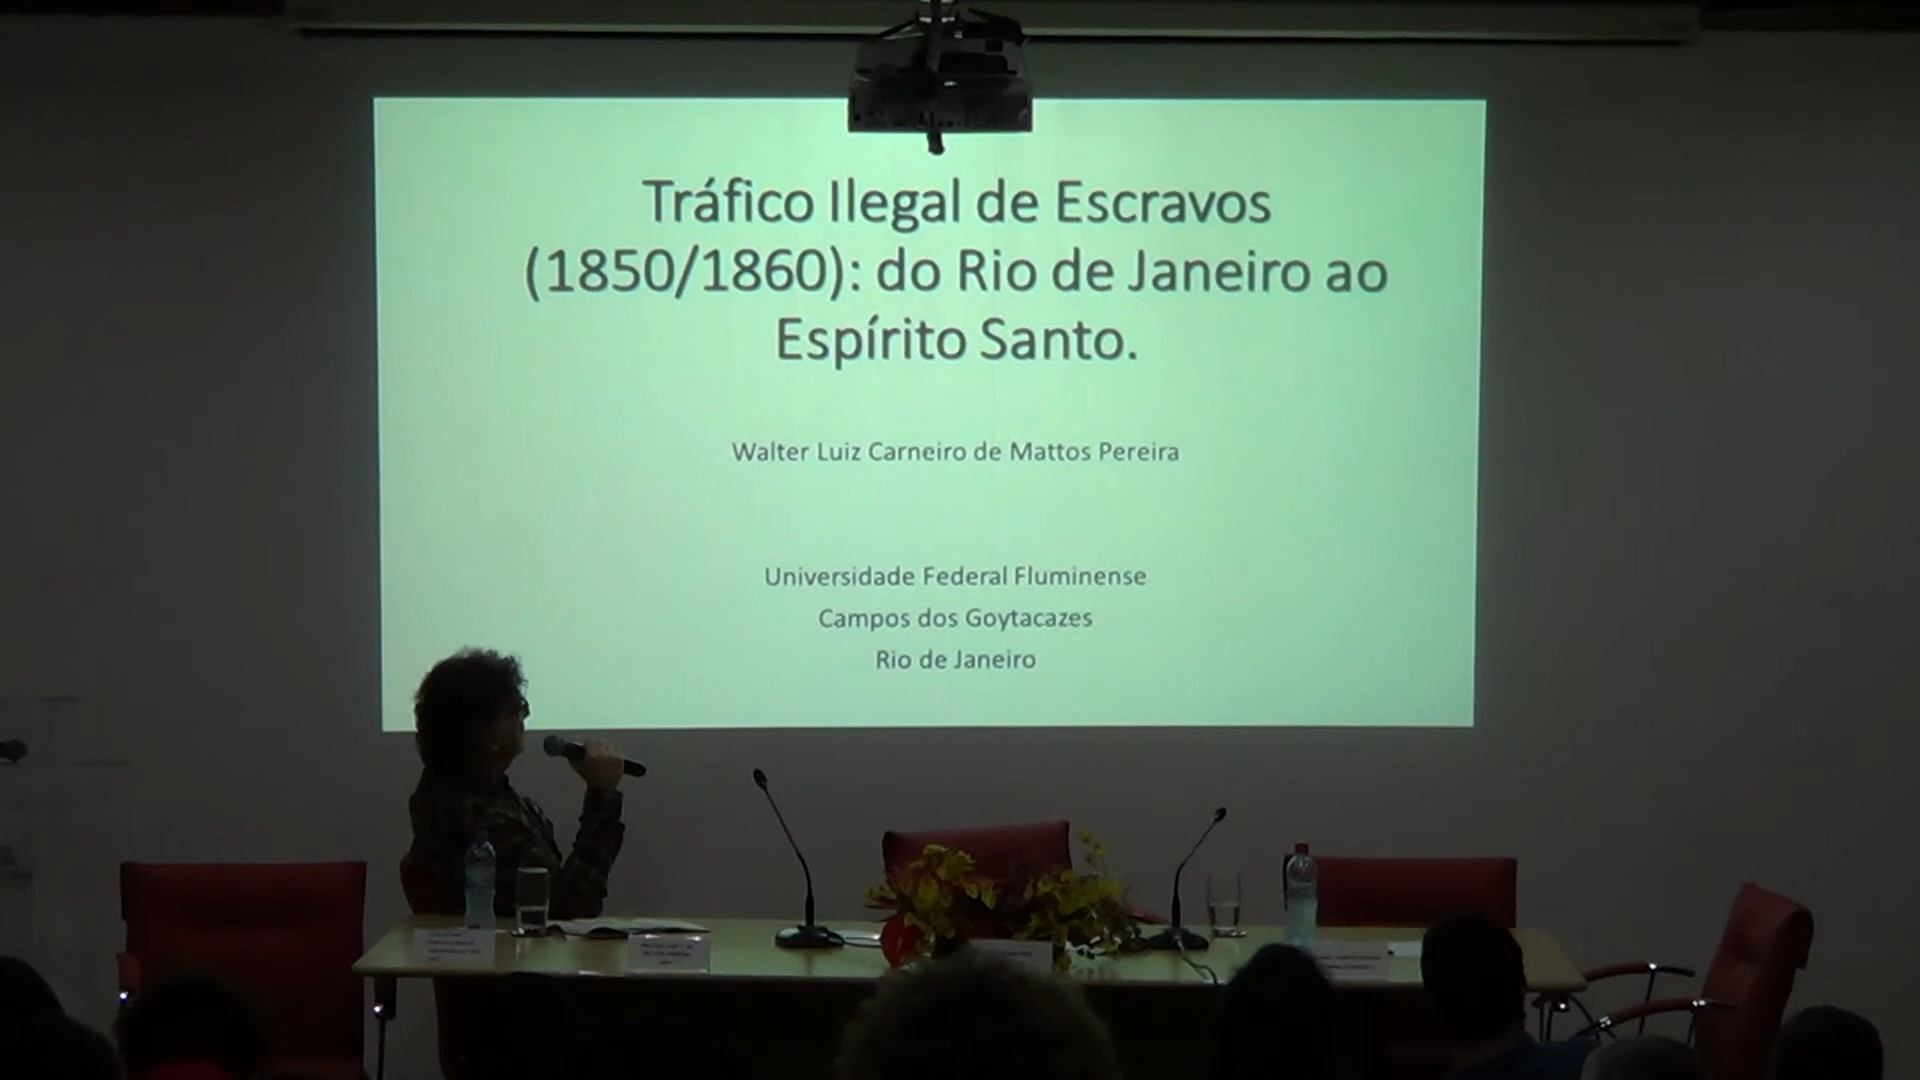 Tráfico Ilegal de Escravos
(1850/1860): do Rio de Janeiro ao
Espírito Santo.
Walter Luiz Carneiro de Mattos Pereira
Universidade Federal Fluminense
Campos dos Goytacazes
Rio de Janeiro